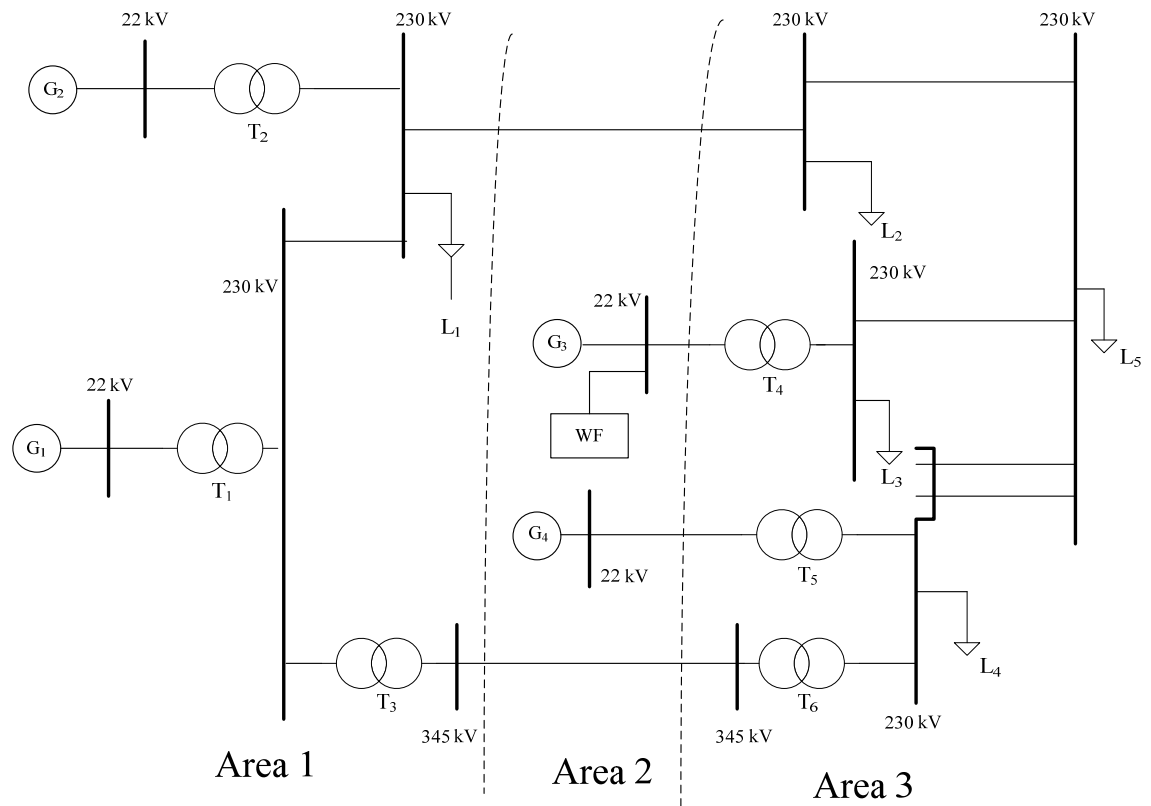 22 kV
230 kV
230 kV
230 kV
G2
T2
L2
230 kV
230 kV
22 kV
L1
G3
T4
L5
22 kV
WF
G1
T1
L3
G4
22 kV
T5
L4
T3
T6
345 kV
345 kV
230 kV
Area 1
Area 2
Area 3